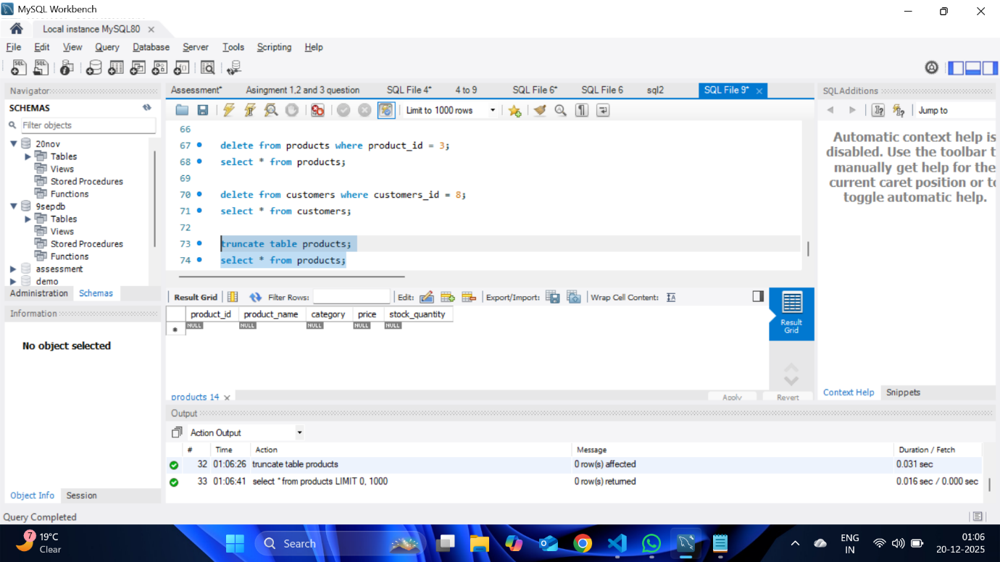 MySQL Workbench
Local instance MySQL80
File Edit View Query Database Server Tools Scripting Help
Navigator
SCHEMAS
Filter objects
20nov
Tables
Views
Stored Procedures
Functions
9sepdb
Tables
Views
Stored Procedures
Functions
assessment
demo
Administration Schemas
Information
No object selected
Object Info Session
Assessment* Asingment 1,2 and 3 question SQL File 4* 4 to 9 SQL File 6* SQL File 6 sql2 SQL File 9*
Limit to 1000 rows
66
67 delete from products where product_id = 3;
68 select * from products;
69
70 delete from customers where customers_id = 8;
71 select * from customers;
72
73 truncate table products;
74 select * from products;
Result Grid Filter Rows: Edit: Export/Import: Wrap Cell Content: IA
product_id product_name category price stock_quantity
NULL NULL NULL NULL NULL
Result
Grid
products 14 Apply Revert
SQLAdditions
Jump to
Automatic context help is
disabled. Use the toolbar t
manually get help for the
current caret position or to
toggle automatic help.
Context Help Snippets
Output
Action Output
# Time Action Message Duration / Fetch
32 01:06:26 truncate table products 0 row(s) affected 0.031 sec
33 01:06:41 select * from products LIMIT 0, 1000 0 row(s) returned 0.016 sec / 0.000 sec
Query Completed
7 19°C
Clear
Search
ENG
IN
01:06
20-12-2025